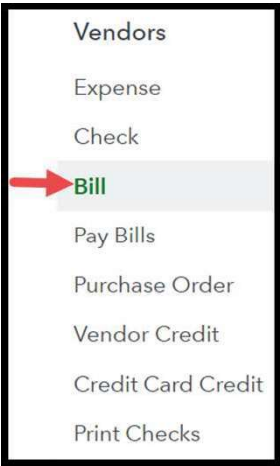 Vendors
Expense
Check
Bill
Pay Bills
Purchase Order
Vendor Credit
Credit Card Credit
Print Checks